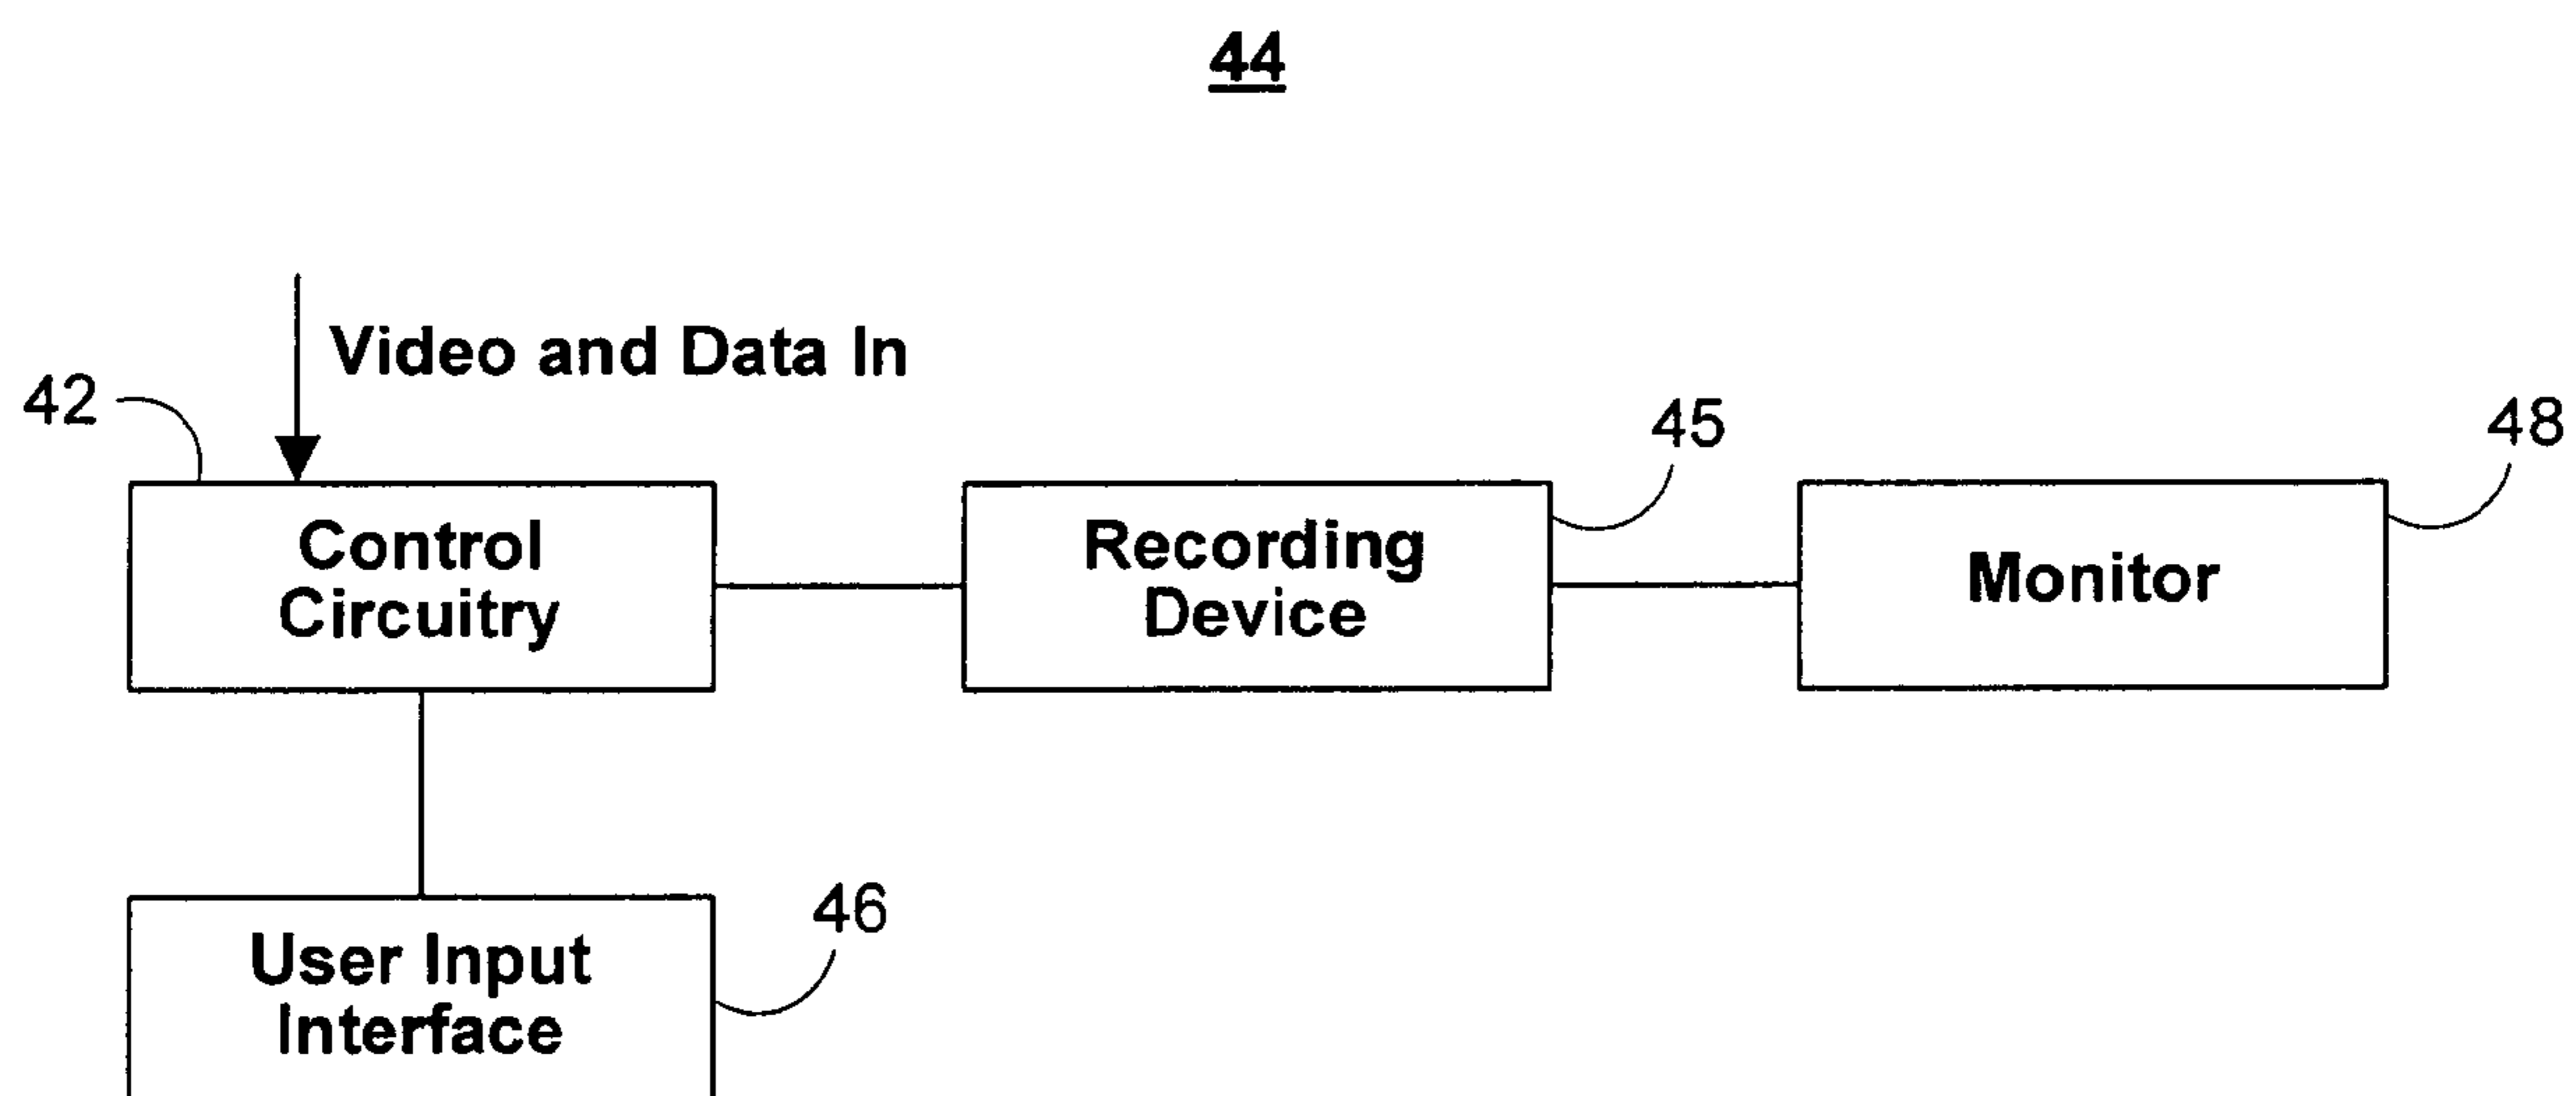 44
Video and Data In
42
45
48
Control
Circuitry
Recording
Device
Monitor
46
User Input
Interface